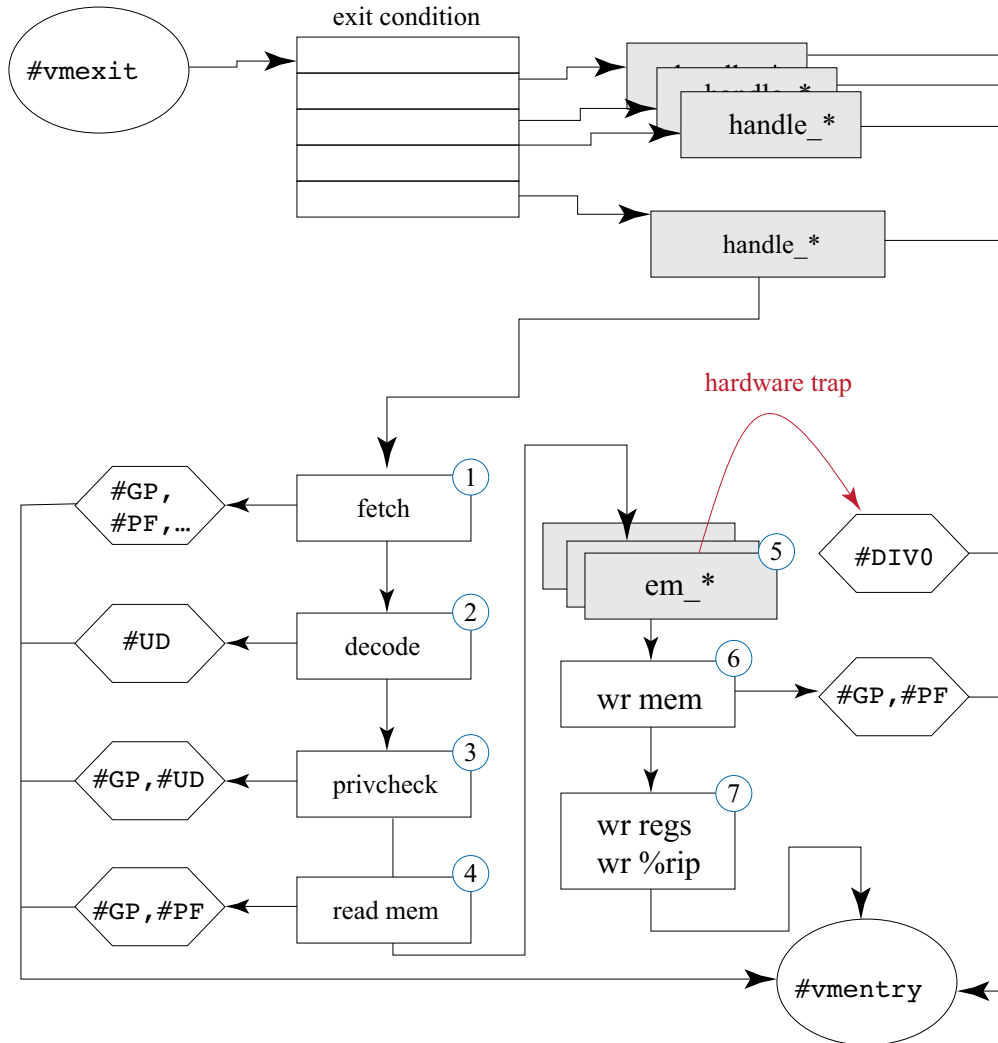 exit condition
#vmexit
handle_*
handle_*
handle_*
hardware trap
1
#GP,
#PF,…
fetch
5
#DIV0
em_*
2
#UD
decode
6
wr mem
#GP,#PF
3
#GP,#UD
privcheck
7
wr regs
wr %rip
4
#GP,#PF
read mem
#vmentry